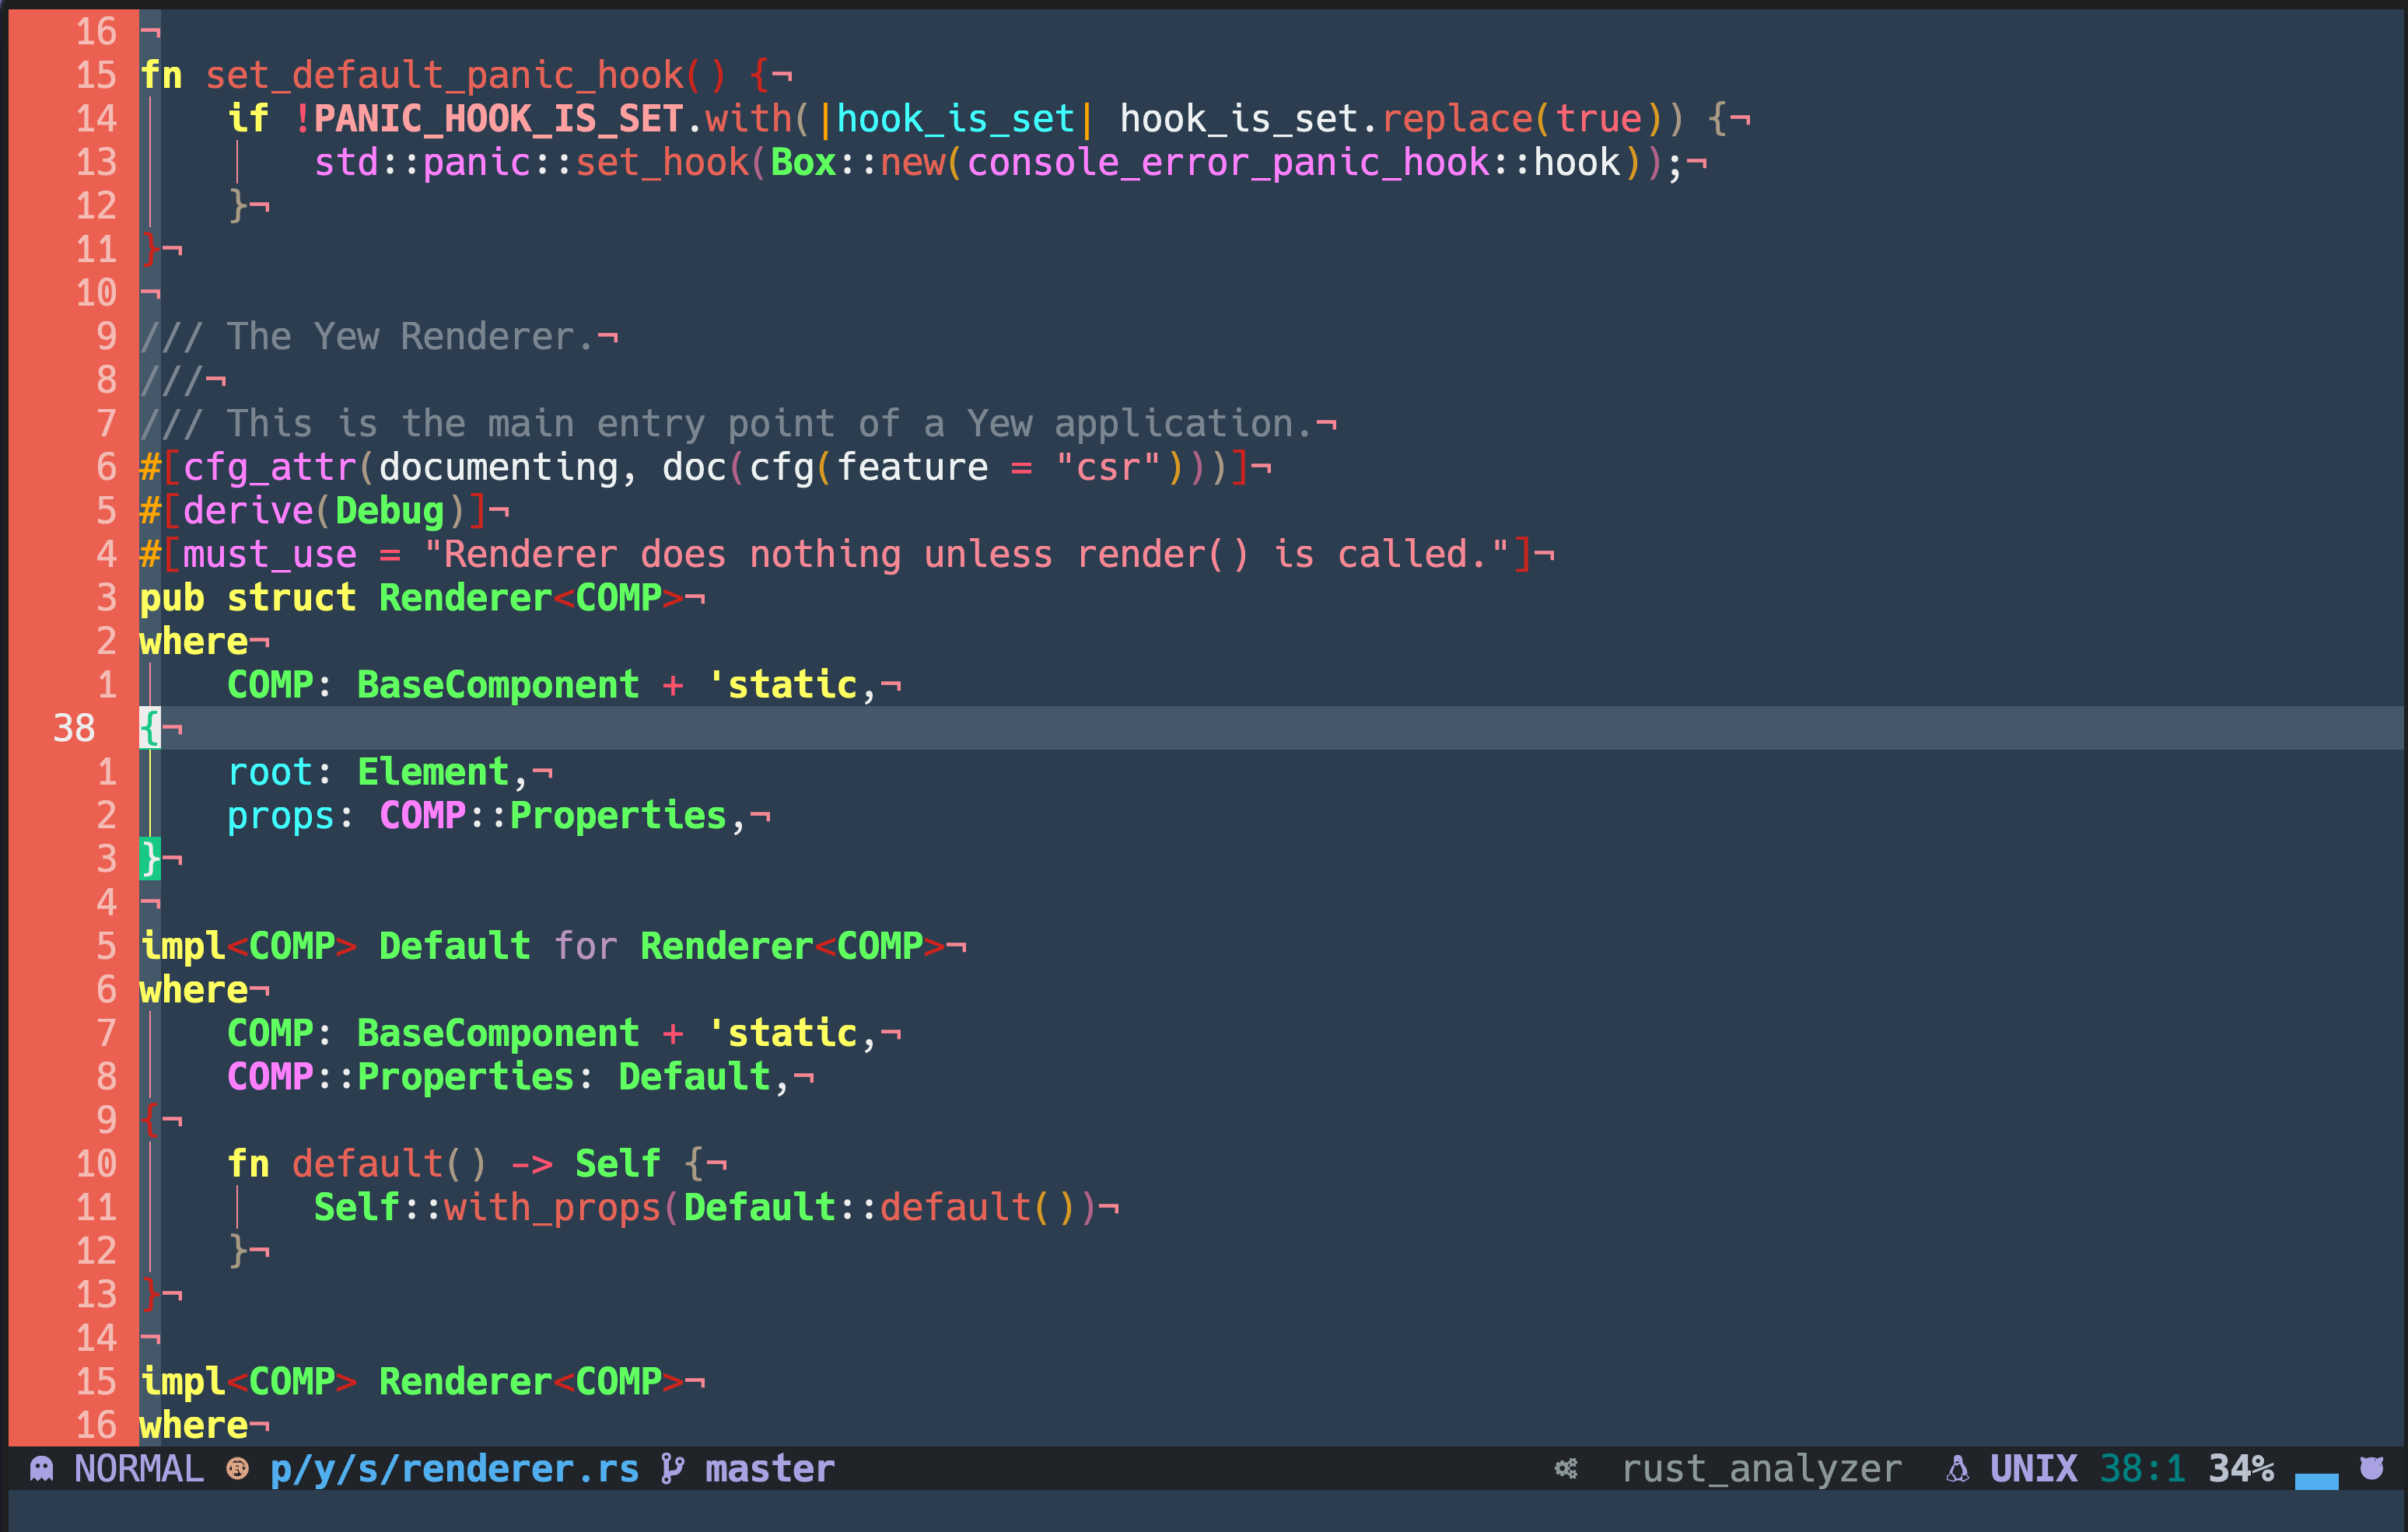 16 ¬
15 fn set_default_panic_hook() {¬
14     if !PANIC_HOOK_IS_SET.with(|hook_is_set| hook_is_set.replace(true)) {¬
13         std::panic::set_hook(Box::new(console_error_panic_hook::hook));¬
12     }¬
11 }¬
10 ¬
9 /// The Yew Renderer.¬
8 ///¬
7 /// This is the main entry point of a Yew application.¬
6 #[cfg_attr(documenting, doc(cfg(feature = "csr")))]¬
5 #[derive(Debug)]¬
4 #[must_use = "Renderer does nothing unless render() is called."]¬
3 pub struct Renderer<COMP>¬
2 where¬
1     COMP: BaseComponent + 'static,¬
38 {¬
1     root: Element,¬
2     props: COMP::Properties,¬
3 }¬
4 ¬
5 impl<COMP> Default for Renderer<COMP>¬
6 where¬
7     COMP: BaseComponent + 'static,¬
8     COMP::Properties: Default,¬
9 {¬
10     fn default() -> Self {¬
11         Self::with_props(Default::default())¬
12     }¬
13 }¬
14 ¬
15 impl<COMP> Renderer<COMP>¬
16 where¬
NORMAL p/y/s/renderer.rs master rust_analyzer UNIX 38:1 34%